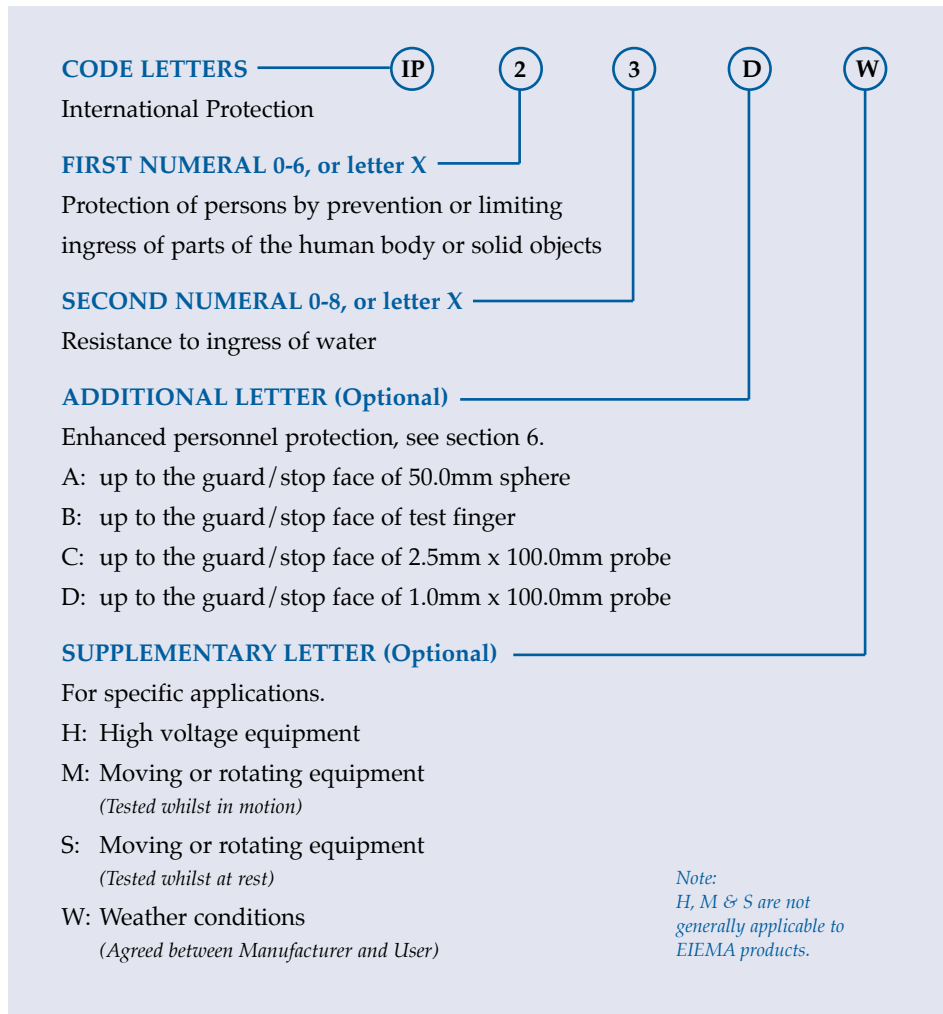 CODE LETTERS IP 2 3 D W
International Protection
FIRST NUMERAL 0-6, or letter X
Protection of persons by prevention or limiting
ingress of parts of the human body or solid objects
SECOND NUMERAL 0-8, or letter X
Resistance to ingress of water
ADDITIONAL LETTER (Optional)
Enhanced personnel protection, see section 6.
A: up to the guard/stop face of 50.0mm sphere
B: up to the guard/stop face of test finger
C: up to the guard/stop face of 2.5mm x 100.0mm probe
D: up to the guard/stop face of 1.0mm x 100.0mm probe
SUPPLEMENTARY LETTER (Optional)
For specific applications.
H: High voltage equipment
M: Moving or rotating equipment
(Tested whilst in motion)
S: Moving or rotating equipment
(Tested whilst at rest)
W: Weather conditions
(Agreed between Manufacturer and User)
Note:
H, M & S are not
generally applicable to
EIEMA products.